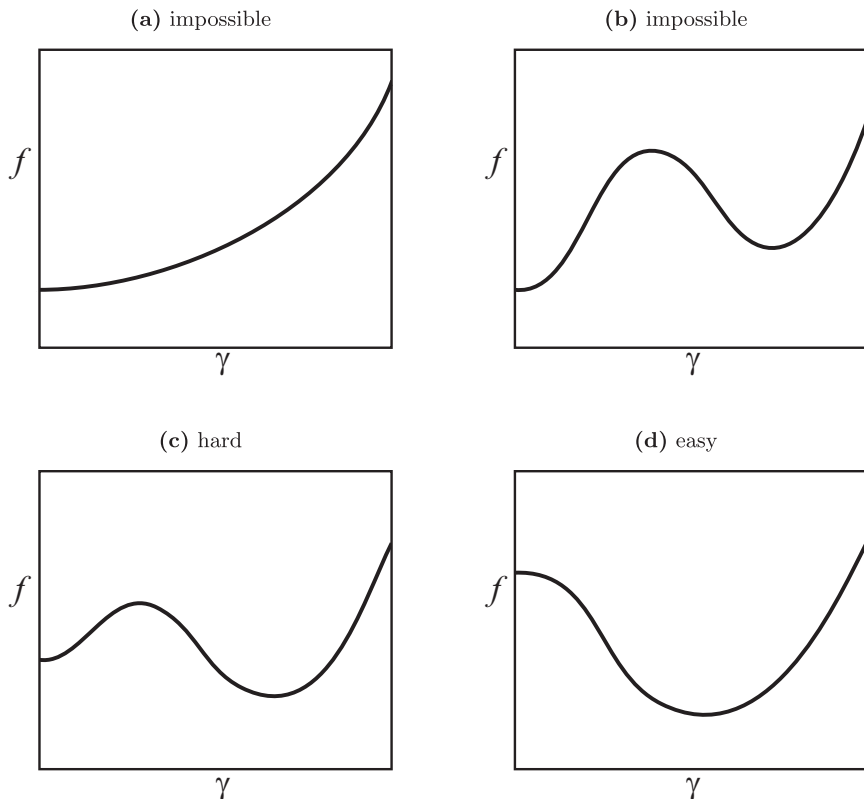 (a) impossible
(b) impossible
f
f
γ
γ
(c) hard
(d) easy
f
f
γ
γ